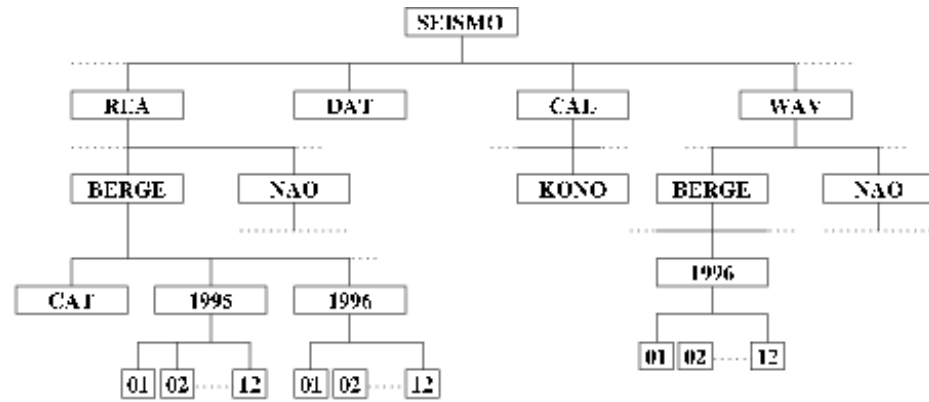 SEISMO
REA DAT CAL WAV
BERGE NAO KONO BERGE NAO
CAT 1995 1996 1996
01 02 12 01 02 12 01 02 12